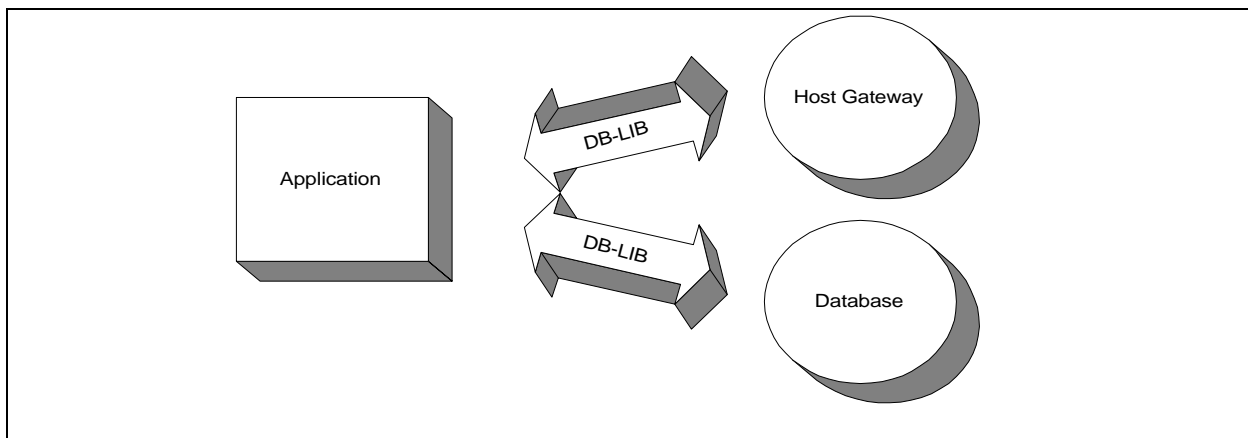 Host Gateway
DB-LIB
Application
DB-LIB
Database